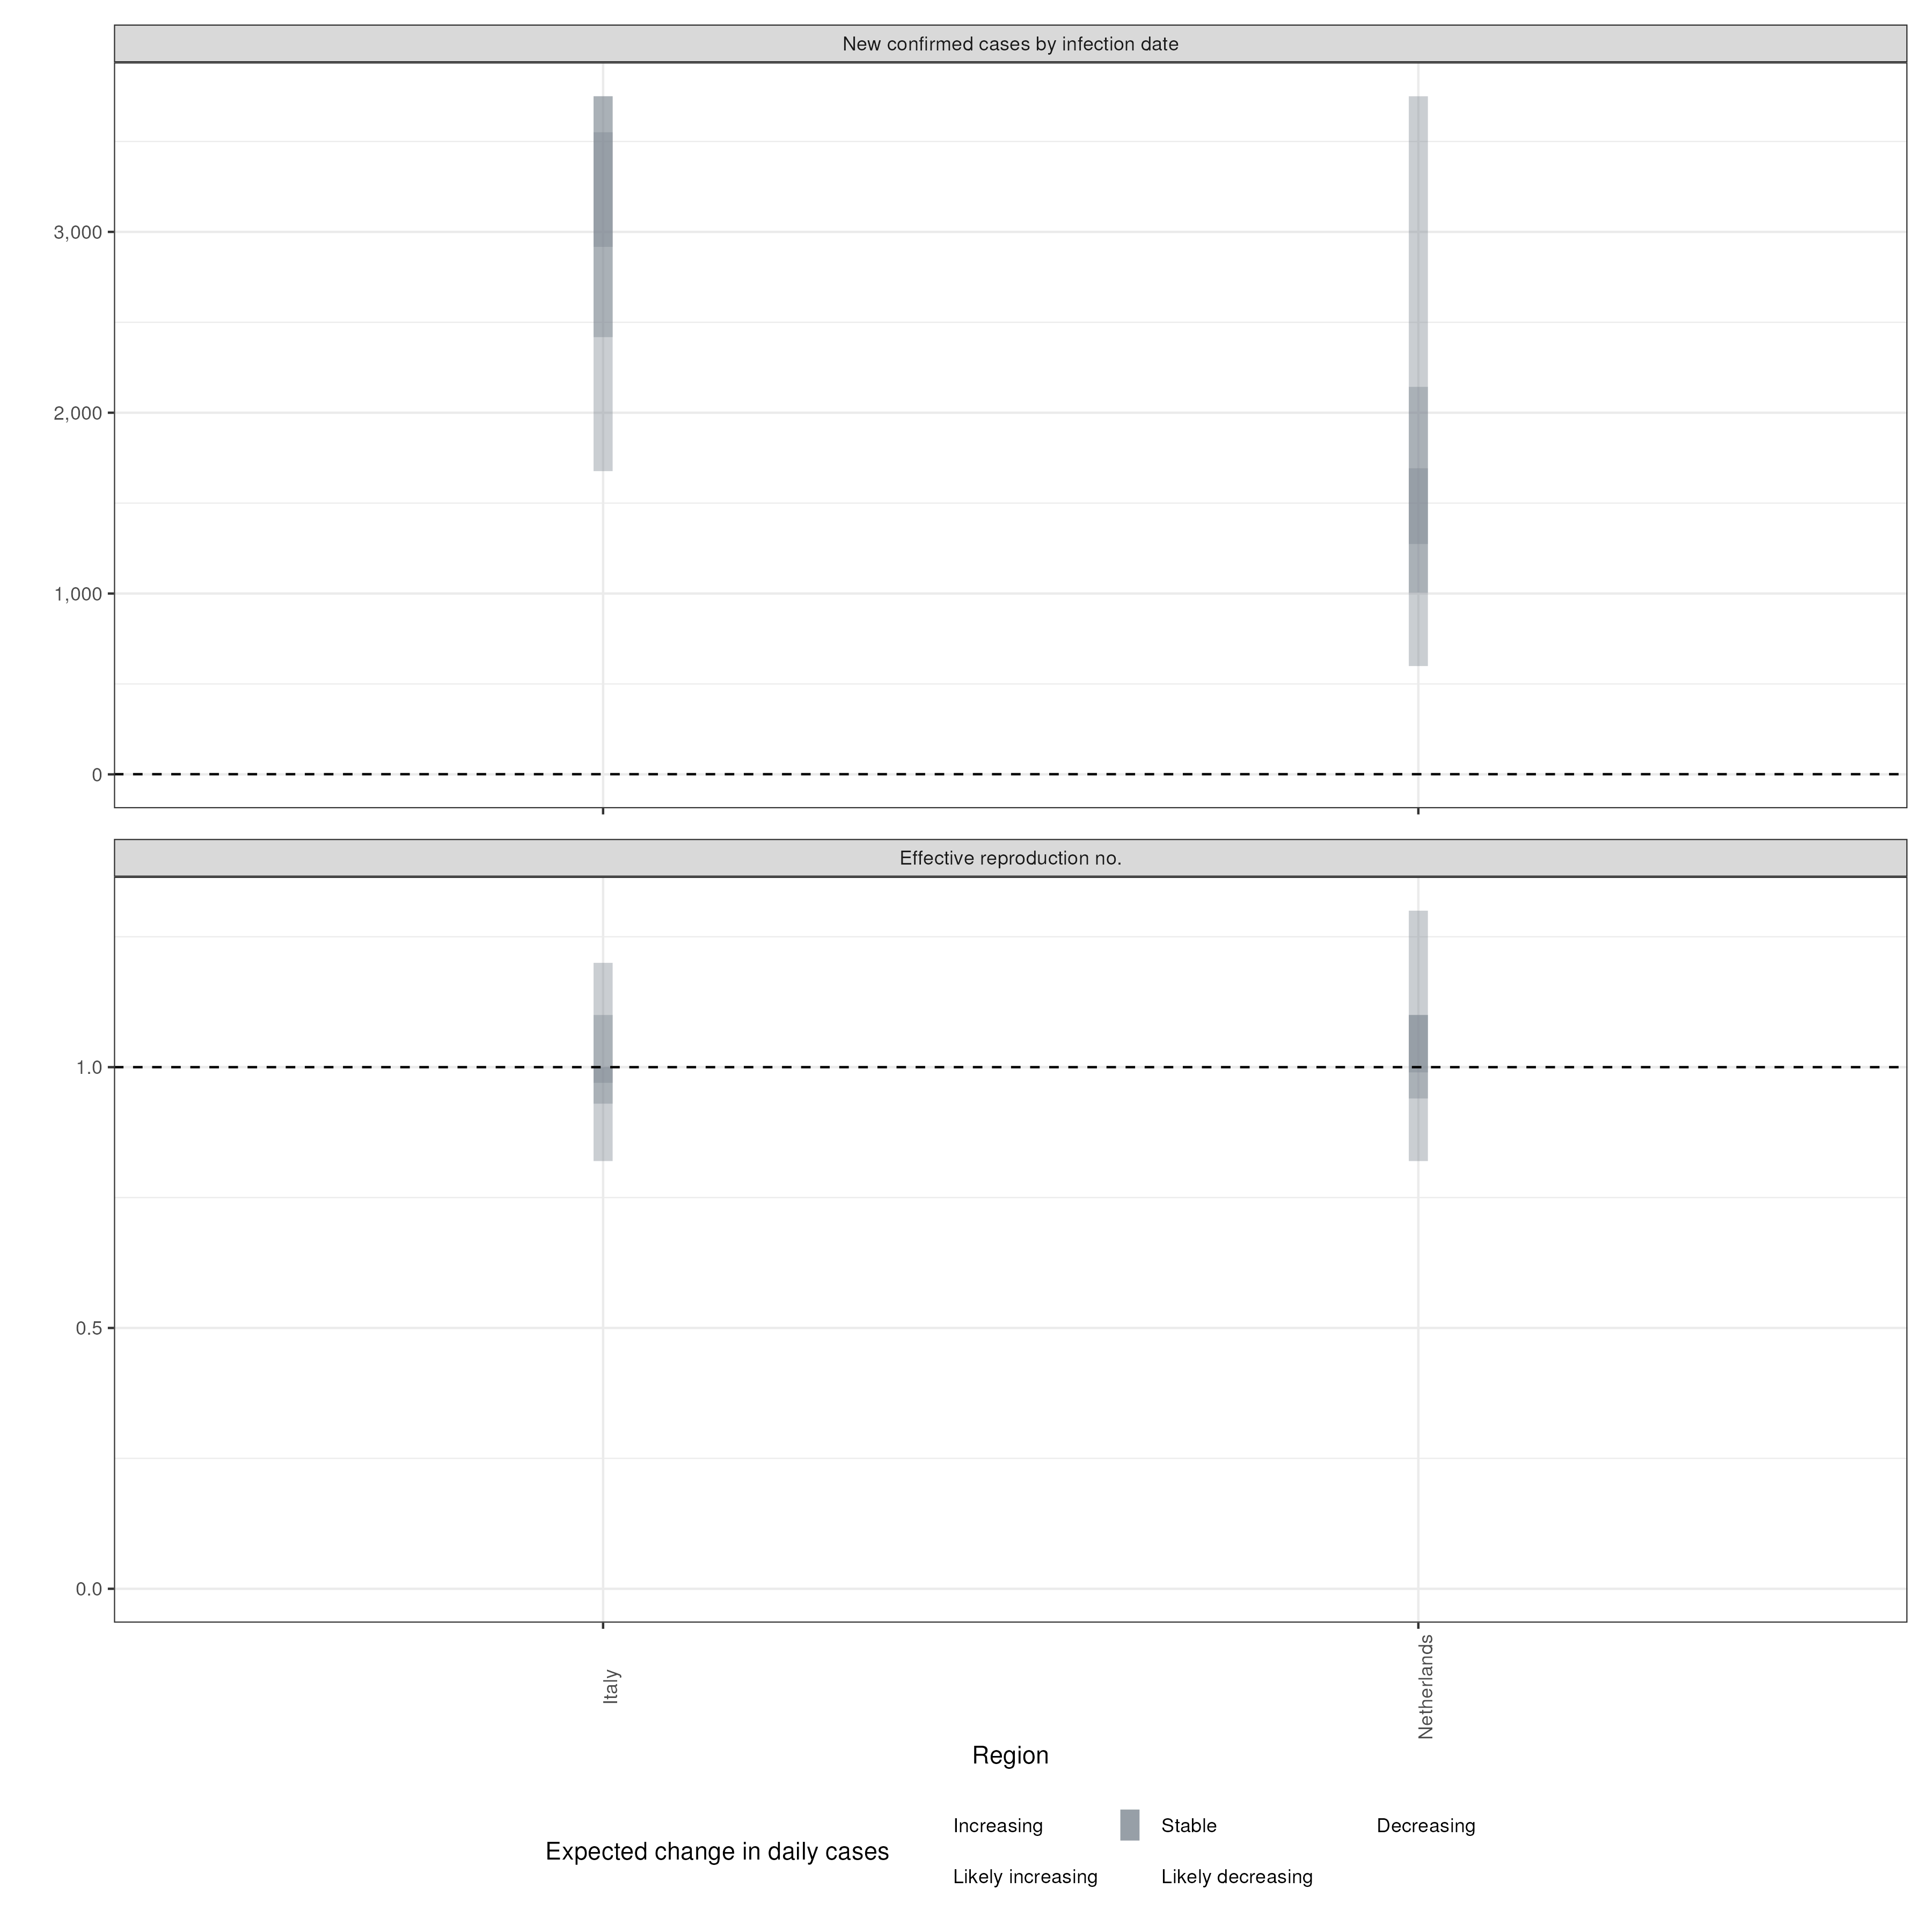 New confirmed cases by infection date
3,000
2,000
1,000
0
Effective reproduction no.
1.0
0.5
0.0
Italy
Netherlands
Region
Expected change in daily cases
Increasing
Stable
Decreasing
Likely increasing
Likely decreasing